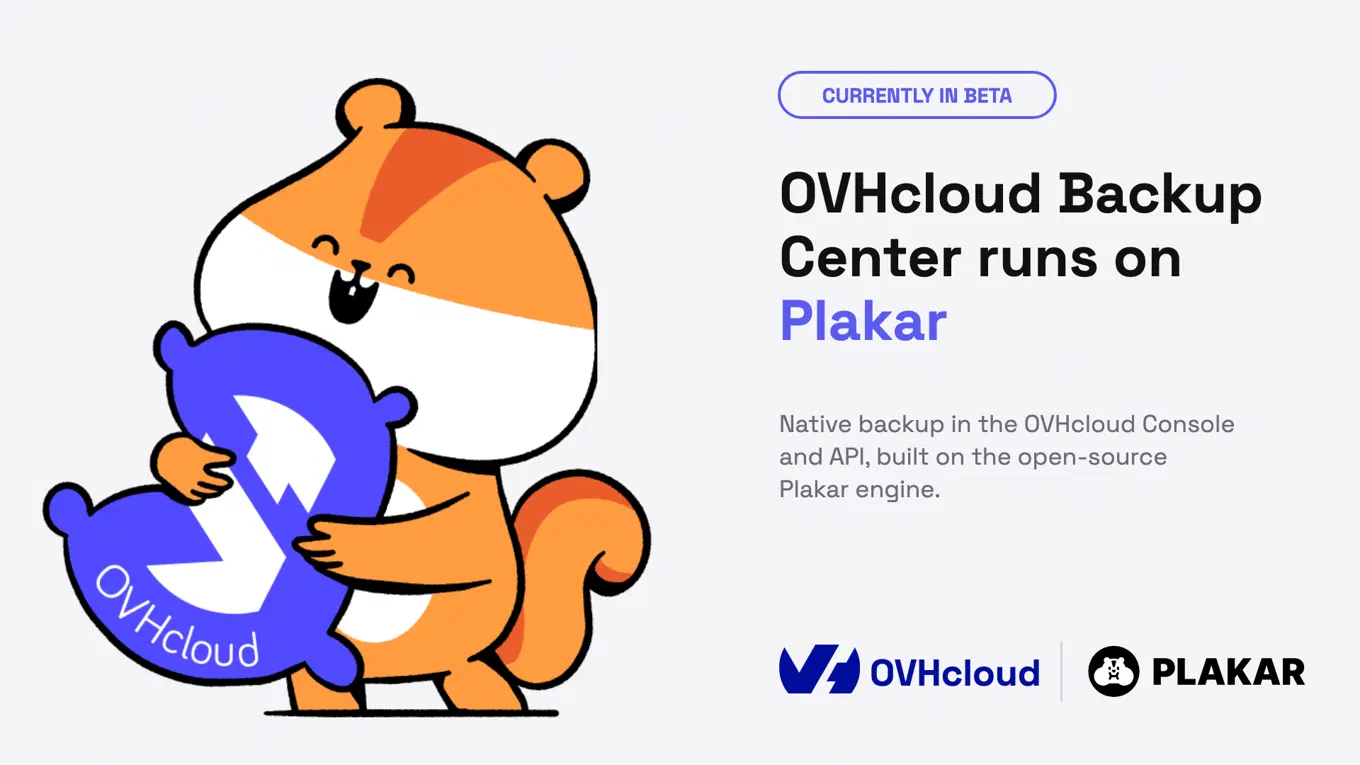 CURRENTLY IN BETA
OVHcloud Backup
Center runs on
Plakar
Native backup in the OVHcloud Console
and API, built on the open-source
Plakar engine.
OVHcloud
OVHcloud
PLAKAR